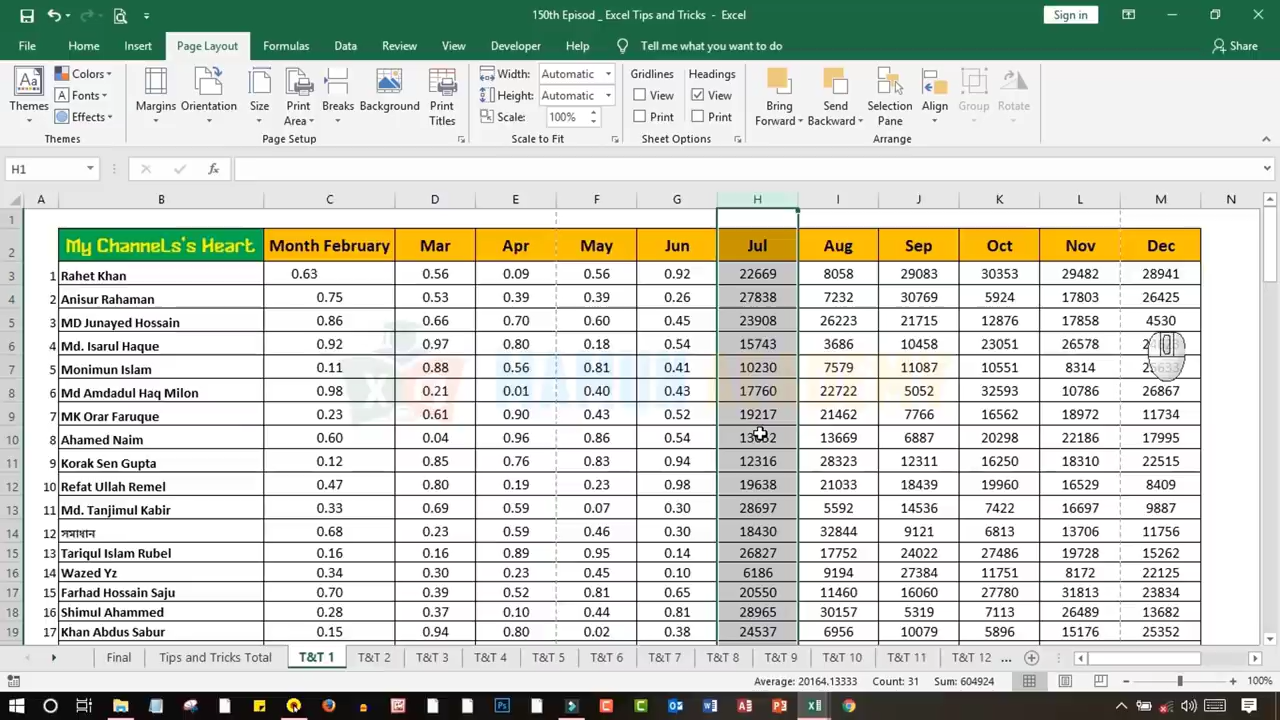 150th Episod _ Excel Tips and Tricks - Excel
Sign in
File Home Insert Page Layout Formulas Data Review View Developer Help Tell me what you want to do Share
Themes
Colors
Fonts
Effects
Themes
Margins Orientation Size Print Area Breaks Background Print Titles
Page Setup
Width: Automatic
Height: Automatic
Scale: 100%
Scale to Fit
Gridlines Headings
View View
Print Print
Sheet Options
Bring Forward Send Backward Selection Pane Align Group Rotate
Arrange
H1 fx
A B C D E F G H I J K L M N
1
2 My Channels's Heart Month February Mar Apr May Jun Jul Aug Sep Oct Nov Dec
3 1 Rahet Khan 0.63 0.56 0.09 0.56 0.92 22669 8058 29083 30353 29482 28941
4 2 Anisur Rahaman 0.75 0.53 0.39 0.39 0.26 27838 7232 30769 5924 17803 26425
5 3 MD Junayed Hossain 0.86 0.66 0.70 0.60 0.45 23908 26223 21715 12876 17858 4530
6 4 Md. Isarul Haque 0.92 0.97 0.80 0.18 0.54 15743 3686 10458 23051 26578
7 5 Monimun Islam 0.11 0.88 0.56 0.81 0.41 10230 7579 11087 10551 8314
8 6 Md Amdadul Haq Milon 0.98 0.21 0.01 0.40 0.43 17760 22722 5052 32593 10786 26867
9 7 MK Orar Faruque 0.23 0.61 0.90 0.43 0.52 19217 21462 7766 16562 18972 11734
10 8 Ahamed Naim 0.60 0.04 0.96 0.86 0.54 13669 6887 20298 22186 17995
11 9 Korak Sen Gupta 0.12 0.85 0.76 0.83 0.94 12316 28323 12311 16250 18310 22515
12 10 Refat Ullah Remel 0.47 0.80 0.19 0.23 0.98 19638 21033 18439 19960 16529 8409
13 11 Md. Tanjimul Kabir 0.33 0.69 0.59 0.07 0.30 28697 5592 14536 7422 16697 9887
14 12 সমাধান 0.68 0.23 0.59 0.46 0.30 18430 32844 9121 6813 13706 11756
15 13 Tariqul Islam Rubel 0.16 0.16 0.89 0.95 0.14 26827 17752 24022 27486 19728 15262
16 14 Wazed Yz 0.34 0.30 0.23 0.45 0.10 6186 9194 27384 11751 8172 22125
17 15 Farhad Hossain Saju 0.70 0.39 0.52 0.81 0.65 20550 11460 16060 27780 31813 23834
18 16 Shimul Ahammed 0.28 0.37 0.10 0.44 0.81 28965 30157 5319 7113 26489 13682
19 17 Khan Abdus Sabur 0.15 0.94 0.80 0.02 0.38 24537 6956 10079 5896 15176 25352
Final Tips and Tricks Total T&T 1 T&T 2 T&T 3 T&T 4 T&T 5 T&T 6 T&T 7 T&T 8 T&T 9 T&T 10 T&T 11 T&T 12 ...
Average: 20164.13333 Count: 31 Sum: 604924 100%